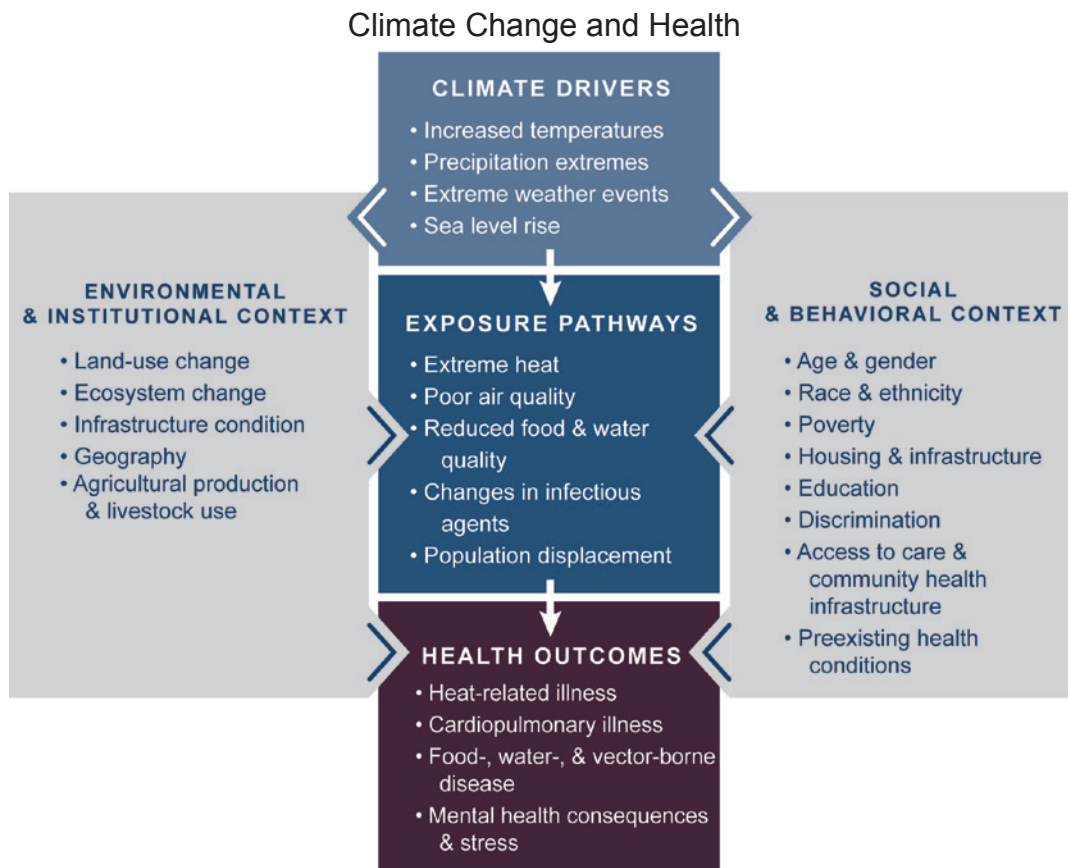 Climate Change and Health
CLIMATE DRIVERS
• Increased temperatures
• Precipitation extremes
• Extreme weather events
• Sea level rise
ENVIRONMENTAL
& INSTITUTIONAL CONTEXT
• Land-use change
• Ecosystem change
• Infrastructure condition
• Geography
• Agricultural production
& livestock use
EXPOSURE PATHWAYS
• Extreme heat
• Poor air quality
• Reduced food & water
quality
• Changes in infectious
agents
• Population displacement
SOCIAL
& BEHAVIORAL CONTEXT
• Age & gender
• Race & ethnicity
• Poverty
• Housing & infrastructure
• Education
• Discrimination
• Access to care &
community health
infrastructure
• Preexisting health
conditions
HEALTH OUTCOMES
• Heat-related illness
• Cardiopulmonary illness
• Food-, water-, & vector-borne
disease
• Mental health consequences
& stress